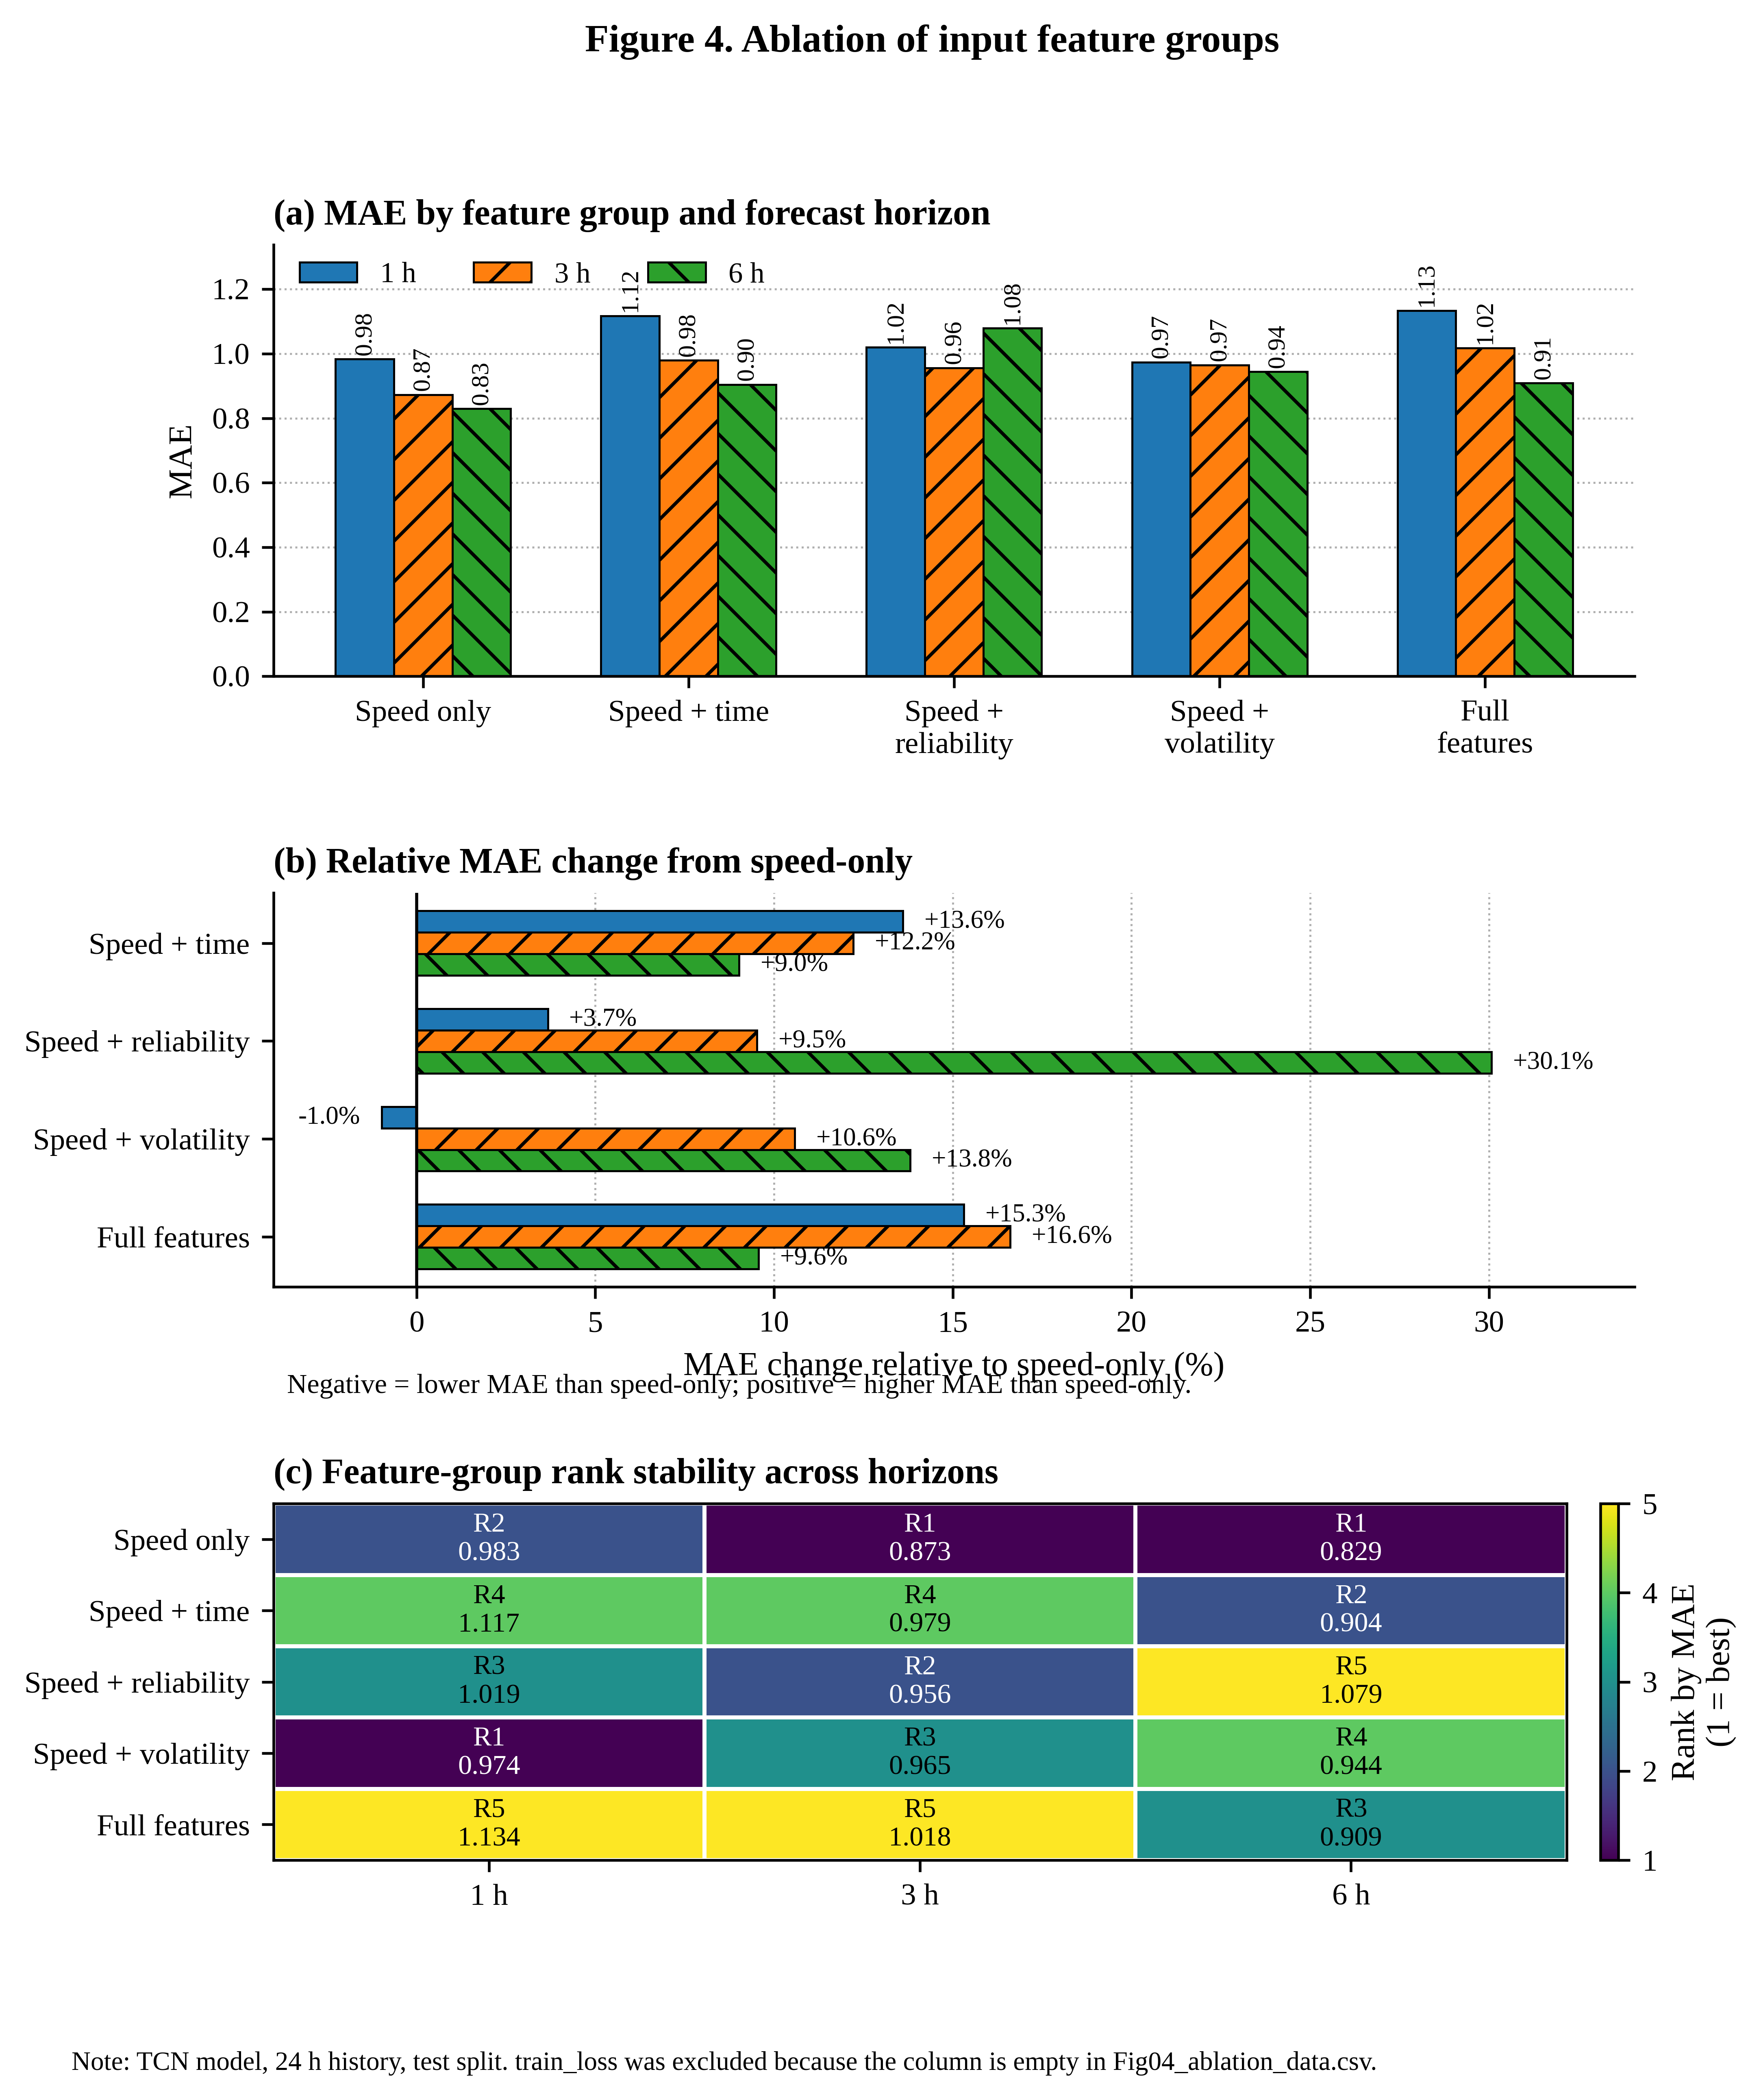 Figure 4. Ablation of input feature groups
(a) MAE by feature group and forecast horizon
1 h 3 h 6 h
MAE
1.2
1.0
0.8
0.6
0.4
0.2
0.0
0.98 0.87 0.83
1.12 0.98 0.90
1.02 0.96 1.08
0.97 0.97 0.94
1.13 1.02 0.91
Speed only
Speed + time
Speed +
reliability
Speed +
volatility
Full
features
(b) Relative MAE change from speed-only
Speed + time
+13.6%
+12.2%
+9.0%
Speed + reliability
+3.7%
+9.5%
+30.1%
Speed + volatility
-1.0%
+10.6%
+13.8%
Full features
+15.3%
+16.6%
+9.6%
0 5 10 15 20 25 30
MAE change relative to speed-only (%)
Negative = lower MAE than speed-only; positive = higher MAE than speed-only.
(c) Feature-group rank stability across horizons
Speed only
R2 R1 R1
0.983 0.873 0.829
Speed + time
R4 R4 R2
1.117 0.979 0.904
Speed + reliability
R3 R2 R5
1.019 0.956 1.079
Speed + volatility
R1 R3 R4
0.974 0.965 0.944
Full features
R5 R5 R3
1.134 1.018 0.909
1 h 3 h 6 h
5
4
3
2
1
Rank by MAE
(1 = best)
Note: TCN model, 24 h history, test split. train_loss was excluded because the column is empty in Fig04_ablation_data.csv.